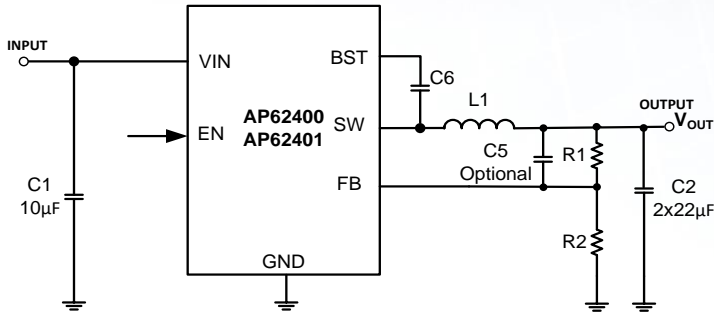 INPUT
VIN
EN
AP62400
AP62401
BST
SW
FB
GND
C1
10µF
C6
L1
C5
Optional
R1
R2
OUTPUT
VOUT
C2
2x22µF